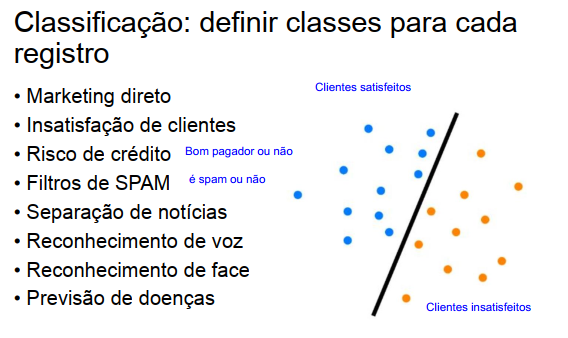 Classificação: definir classes para cada
registro
• Marketing direto
• Insatisfação de clientes
• Risco de crédito Bom pagador ou não
• Filtros de SPAM é spam ou não
• Separação de notícias
• Reconhecimento de voz
• Reconhecimento de face
• Previsão de doenças
Clientes satisfeitos
Clientes insatisfeitos